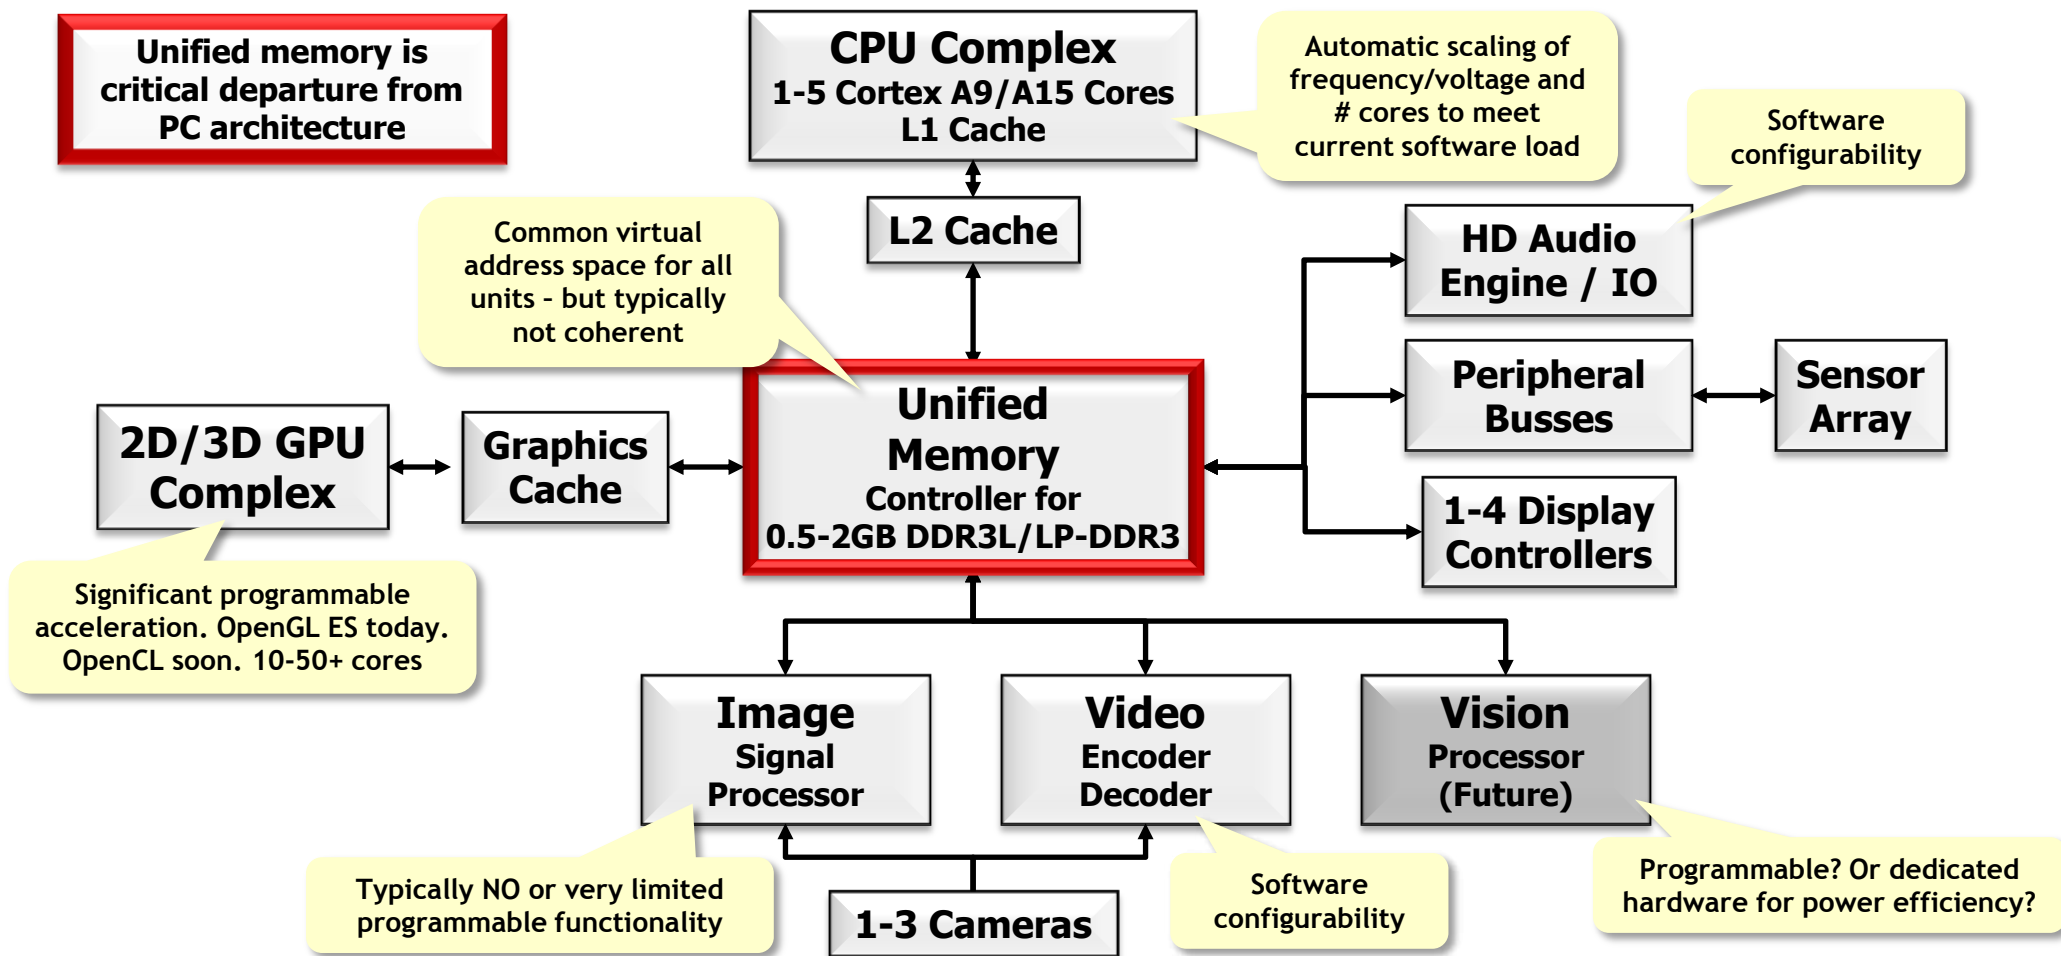 Unified memory is
critical departure from
PC architecture
CPU Complex
1-5 Cortex A9/A15 Cores
L1 Cache
Automatic scaling of
frequency/voltage and
# cores to meet
current software load
Software
configurability
L2 Cache
Common virtual
address space for all
units - but typically
not coherent
HD Audio
Engine / IO
Peripheral
Busses
Sensor
Array
Unified
Memory
Controller for
0.5-2GB DDR3L/LP-DDR3
2D/3D GPU
Complex
Graphics
Cache
1-4 Display
Controllers
Significant programmable
acceleration. OpenGL ES today.
OpenCL soon. 10-50+ cores
Image
Signal
Processor
Video
Encoder
Decoder
Vision
Processor
(Future)
Typically NO or very limited
programmable functionality
1-3 Cameras
Software
configurability
Programmable? Or dedicated
hardware for power efficiency?